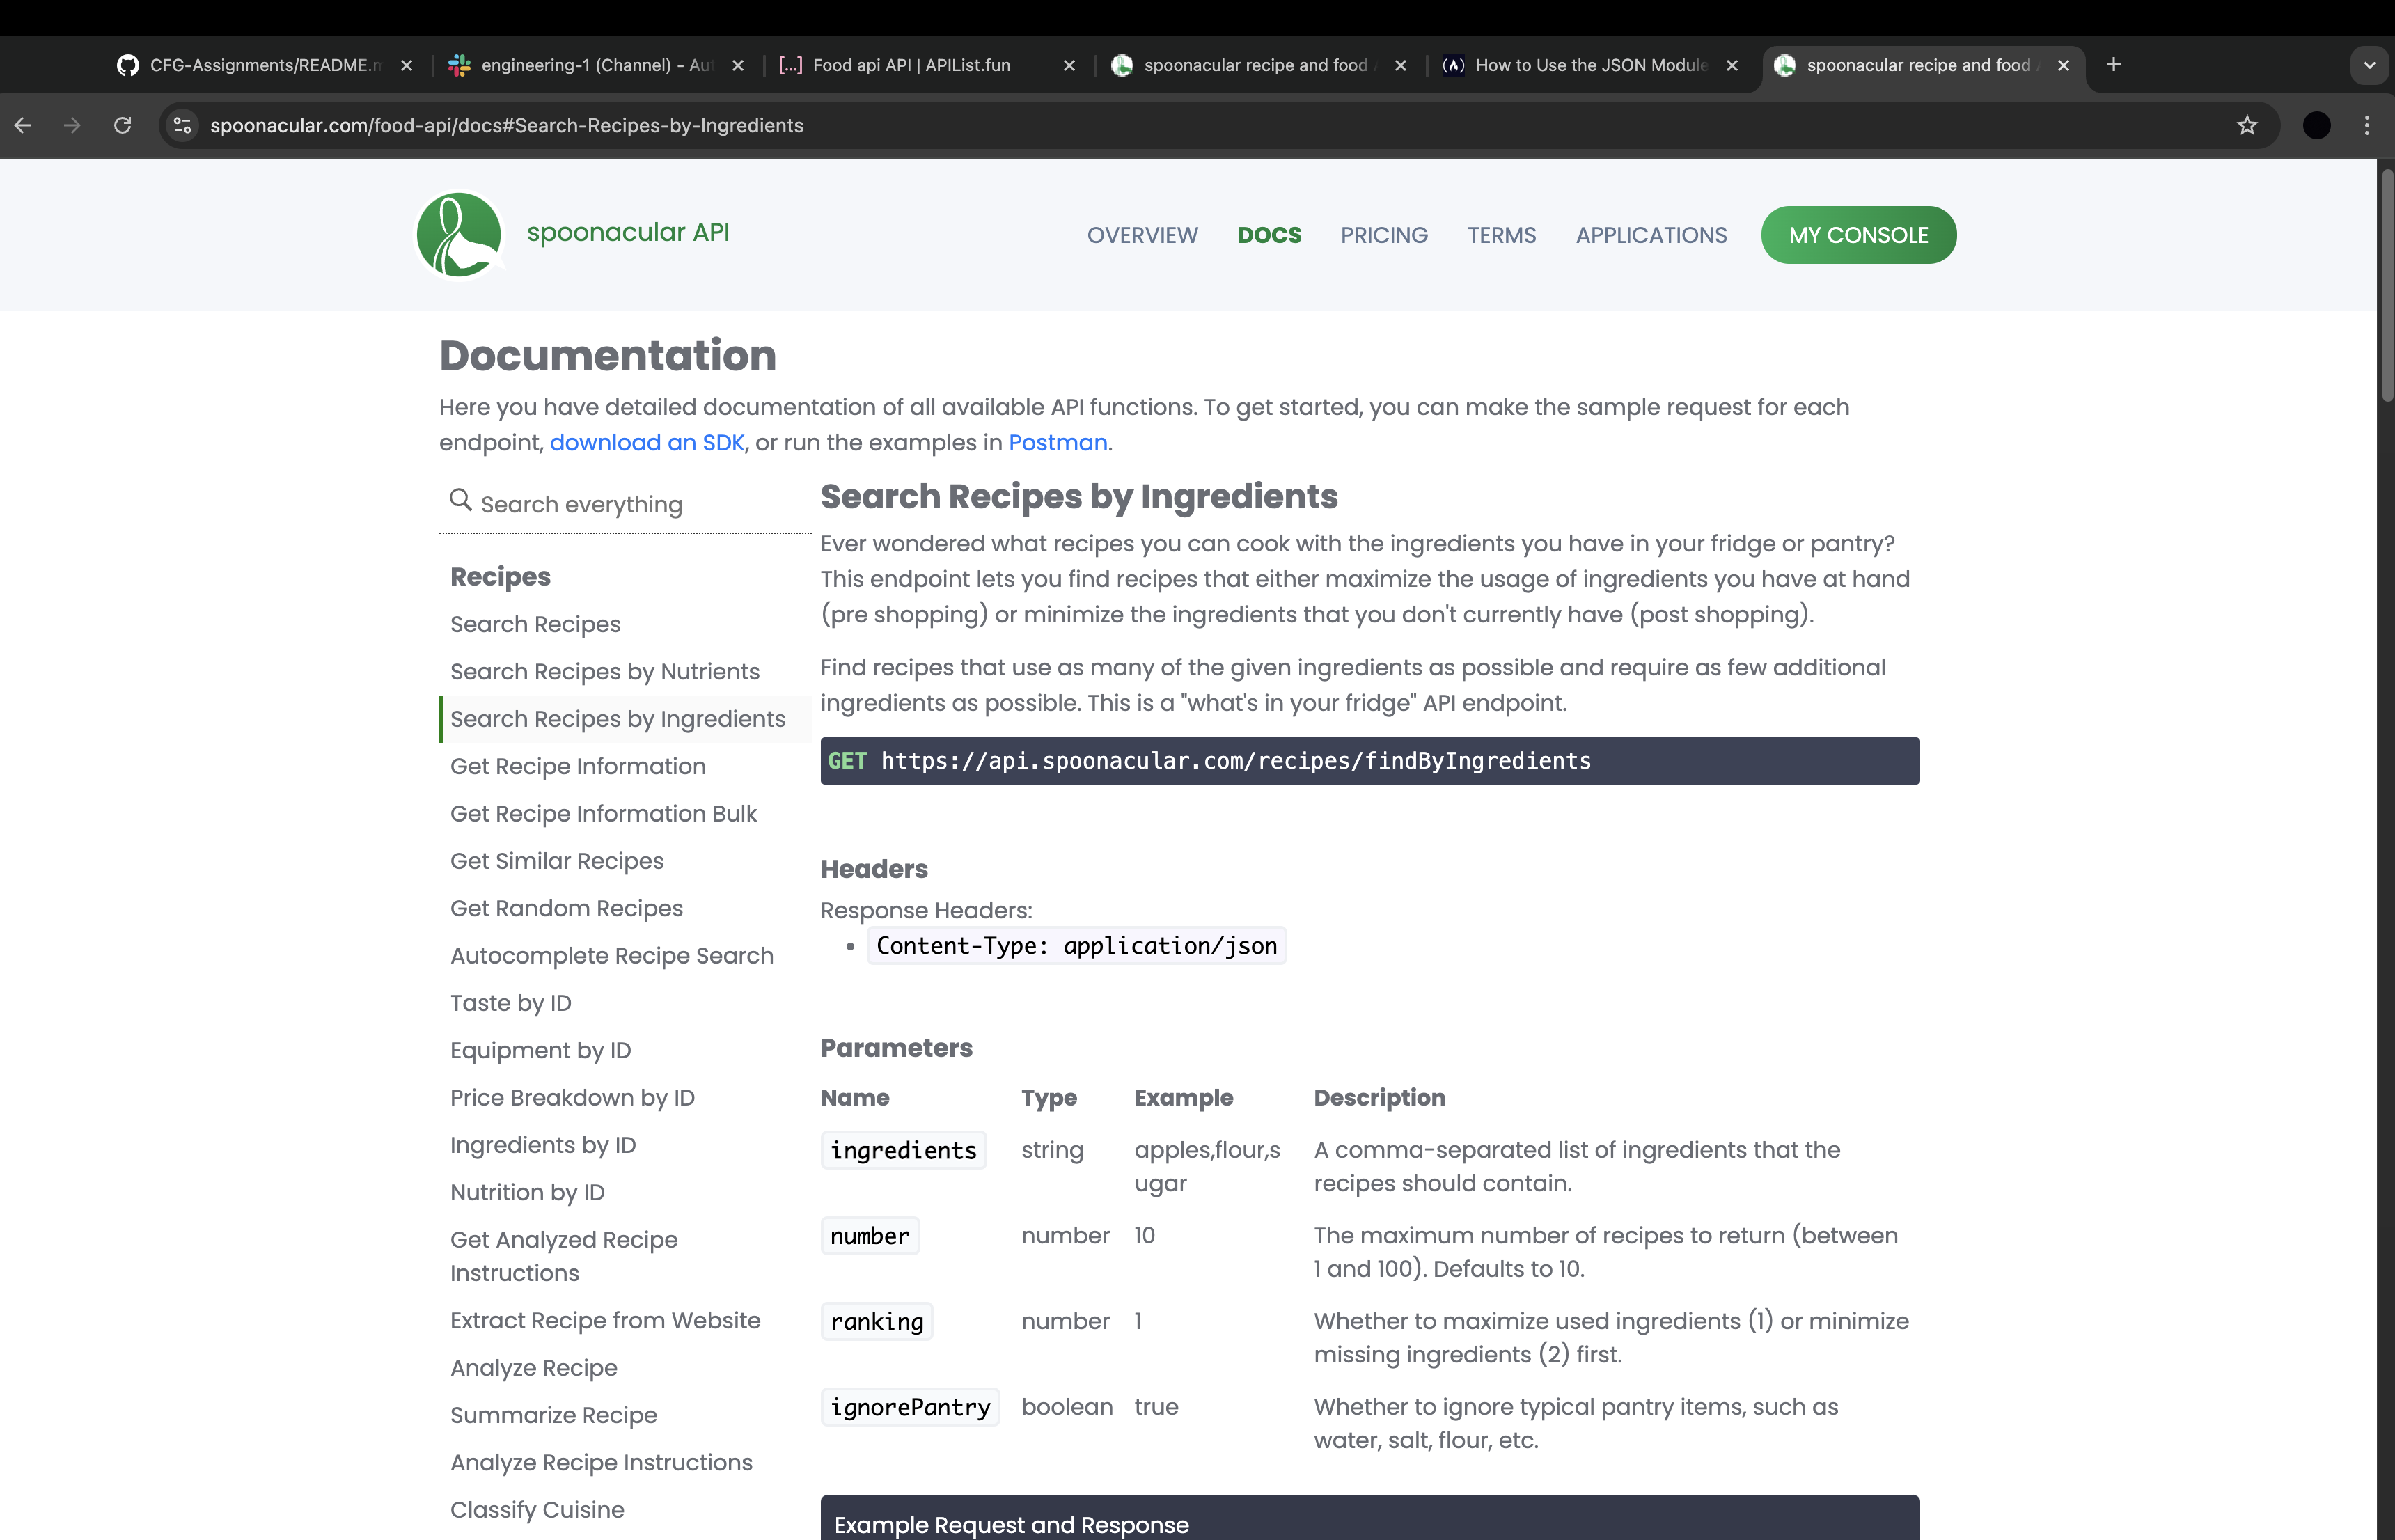 CFG-Assignments/README.m
engineering-1 (Channel) - Aut
[...] Food api API | APIList.fun
spoonacular recipe and food
How to Use the JSON Module
spoonacular recipe and food
spoonacular.com/food-api/docs#Search-Recipes-by-Ingredients
spoonacular API
OVERVIEW
DOCS
PRICING
TERMS
APPLICATIONS
MY CONSOLE
Documentation
Here you have detailed documentation of all available API functions. To get started, you can make the sample request for each
endpoint, download an SDK, or run the examples in Postman.
Search everything
Recipes
Search Recipes
Search Recipes by Nutrients
Search Recipes by Ingredients
Get Recipe Information
Get Recipe Information Bulk
Get Similar Recipes
Get Random Recipes
Autocomplete Recipe Search
Taste by ID
Equipment by ID
Price Breakdown by ID
Ingredients by ID
Nutrition by ID
Get Analyzed Recipe
Instructions
Extract Recipe from Website
Analyze Recipe
Summarize Recipe
Analyze Recipe Instructions
Classify Cuisine
Search Recipes by Ingredients
Ever wondered what recipes you can cook with the ingredients you have in your fridge or pantry?
This endpoint lets you find recipes that either maximize the usage of ingredients you have at hand
(pre shopping) or minimize the ingredients that you don't currently have (post shopping).
Find recipes that use as many of the given ingredients as possible and require as few additional
ingredients as possible. This is a "what's in your fridge" API endpoint.
GET https://api.spoonacular.com/recipes/findByIngredients
Headers
Response Headers:
• Content-Type: application/json
Parameters
Name Type Example Description
ingredients string apples,flour,s A comma-separated list of ingredients that the
ugar recipes should contain.
number number 10 The maximum number of recipes to return (between
1 and 100). Defaults to 10.
ranking number 1 Whether to maximize used ingredients (1) or minimize
missing ingredients (2) first.
ignorePantry boolean true Whether to ignore typical pantry items, such as
water, salt, flour, etc.
Example Request and Response